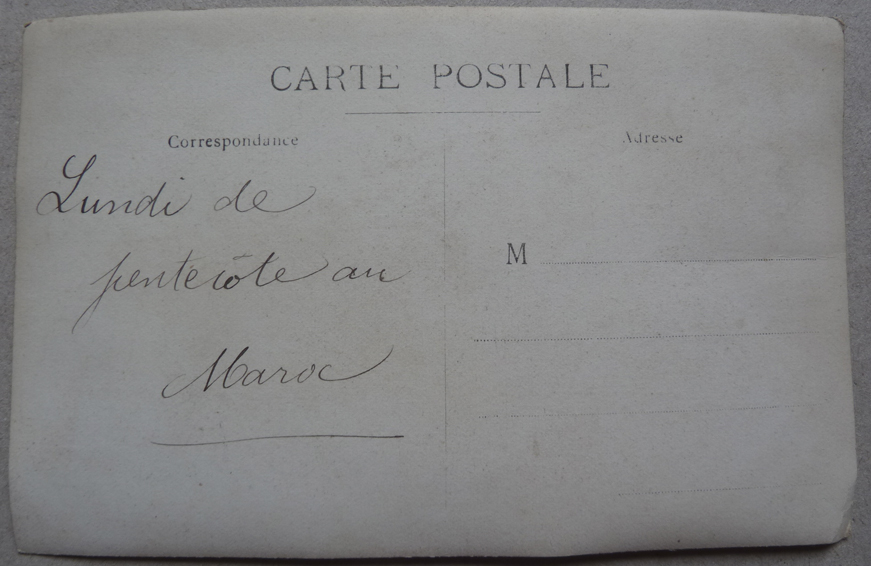 CARTE POSTALE
Correspondance
Adresse
Lundi de
pentecôte au
Maroc
M